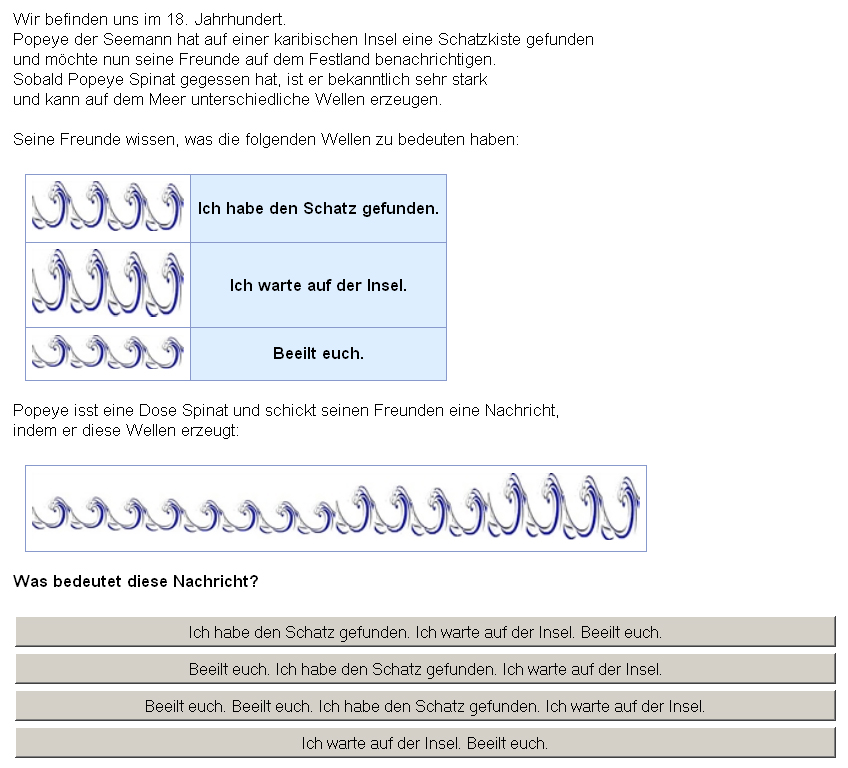 Wir befinden uns im 18. Jahrhundert.
Popeye der Seemann hat auf einer karibischen Insel eine Schatzkiste gefunden
und möchte nun seine Freunde auf dem Festland benachrichtigen.
Sobald Popeye Spinat gegessen hat, ist er bekanntlich sehr stark
und kann auf dem Meer unterschiedliche Wellen erzeugen.
Seine Freunde wissen, was die folgenden Wellen zu bedeuten haben:
Ich habe den Schatz gefunden.
Ich warte auf der Insel.
Beeilt euch.
Popeye isst eine Dose Spinat und schickt seinen Freunden eine Nachricht,
indem er diese Wellen erzeugt:
Was bedeutet diese Nachricht?
Ich habe den Schatz gefunden. Ich warte auf der Insel. Beeilt euch.
Beeilt euch. Ich habe den Schatz gefunden. Ich warte auf der Insel.
Beeilt euch. Beeilt euch. Ich habe den Schatz gefunden. Ich warte auf der Insel.
Ich warte auf der Insel. Beeilt euch.